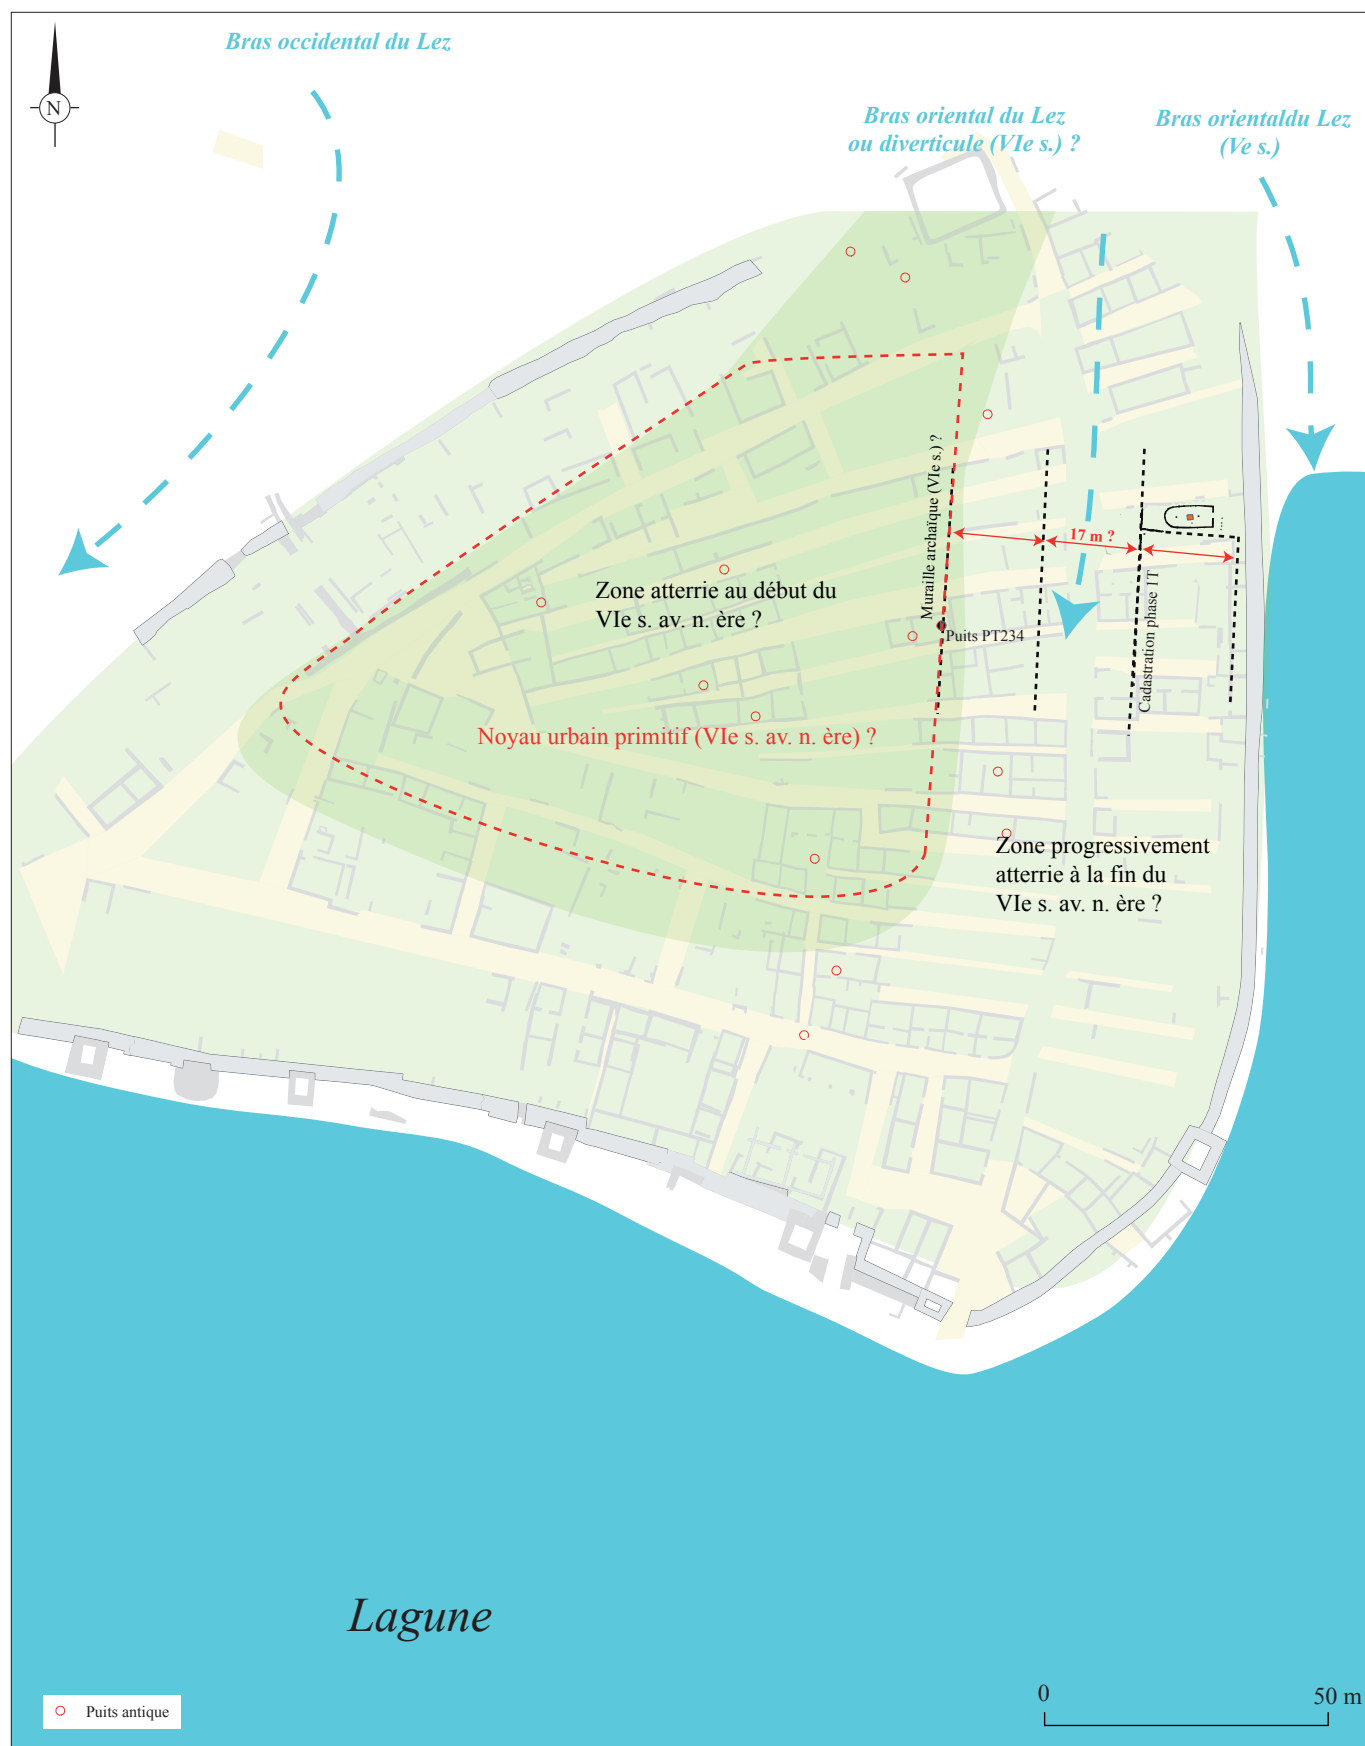 Bras occidental du Lez
N
Bras oriental du Lez
ou diverticule (VIe s.) ?
Bras orientaldu Lez
(Ve s.)
Muraille archaïque (VIe s.) ?
17 m ?
Zone atterrie au début du
VIe s. av. n. ère ?
Puits PT234
Cadastration phase 1T
Noyau urbain primitif (VIe s. av. n. ère) ?
Zone progressivement
atterrie à la fin du
VIe s. av. n. ère ?
Lagune
Puits antique
0
50 m